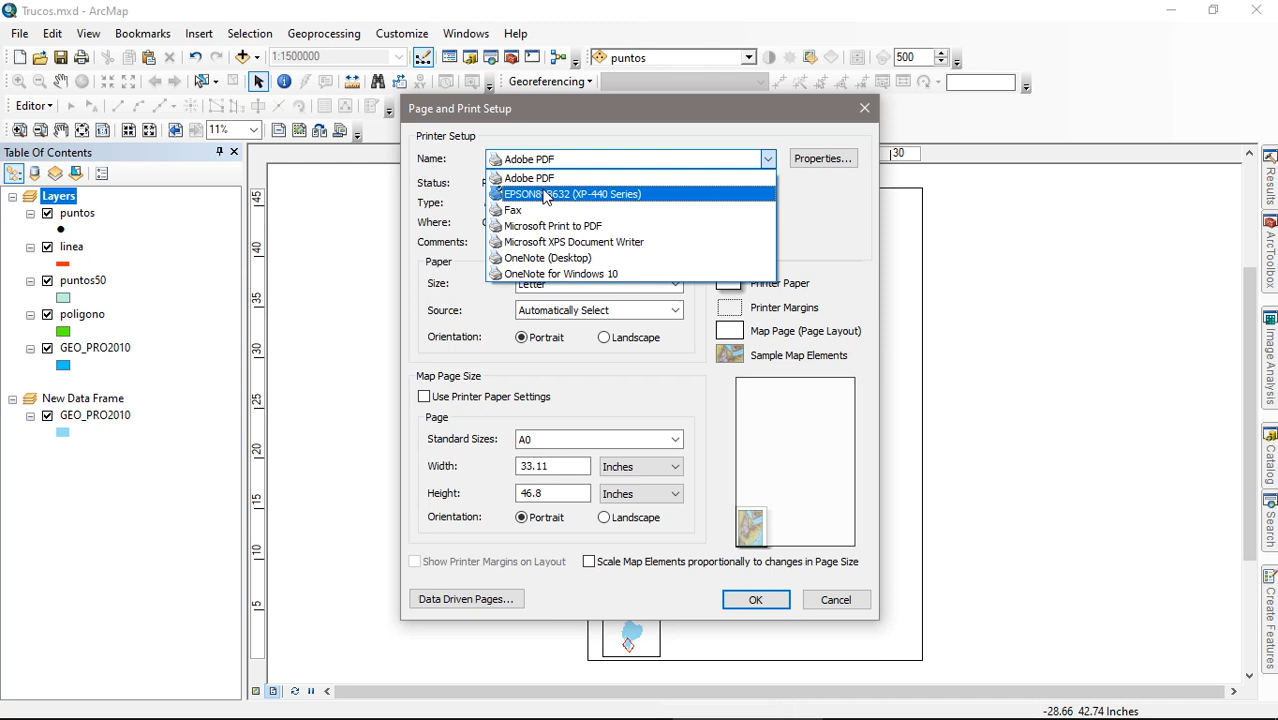 Trucos.mxd - ArcMap
File Edit View Bookmarks Insert Selection Geoprocessing Customize Windows Help
1:1500000 puntos 500
Georeferencing
Editor
11%
Table Of Contents
Layers
puntos
linea
puntos50
poligono
GEO_PRO2010
New Data Frame
GEO_PRO2010
Page and Print Setup
Printer Setup
Name: Adobe PDF Properties...
Adobe PDF
(XP-440 Series)
Fax
Microsoft Print to PDF
Microsoft XPS Document Writer
OneNote (Desktop)
OneNote for Windows 10
Status:
Type:
Where:
Comments:
Paper
Size: Letter
Source: Automatically Select
Orientation: Portrait Landscape
Printer Paper
Printer Margins
Map Page (Page Layout)
Sample Map Elements
Map Page Size
Use Printer Paper Settings
Page
Standard Sizes: A0
Width: 33.11 Inches
Height: 46.8 Inches
Orientation: Portrait Landscape
Show Printer Margins on Layout Scale Map Elements proportionally to changes in Page Size
Data Driven Pages... OK Cancel
30
45
40
35
30
25
20
15
10
5
ArcToolbox
Image Analysis
Catalog
Search
Create Features
-28.66 42.74 Inches